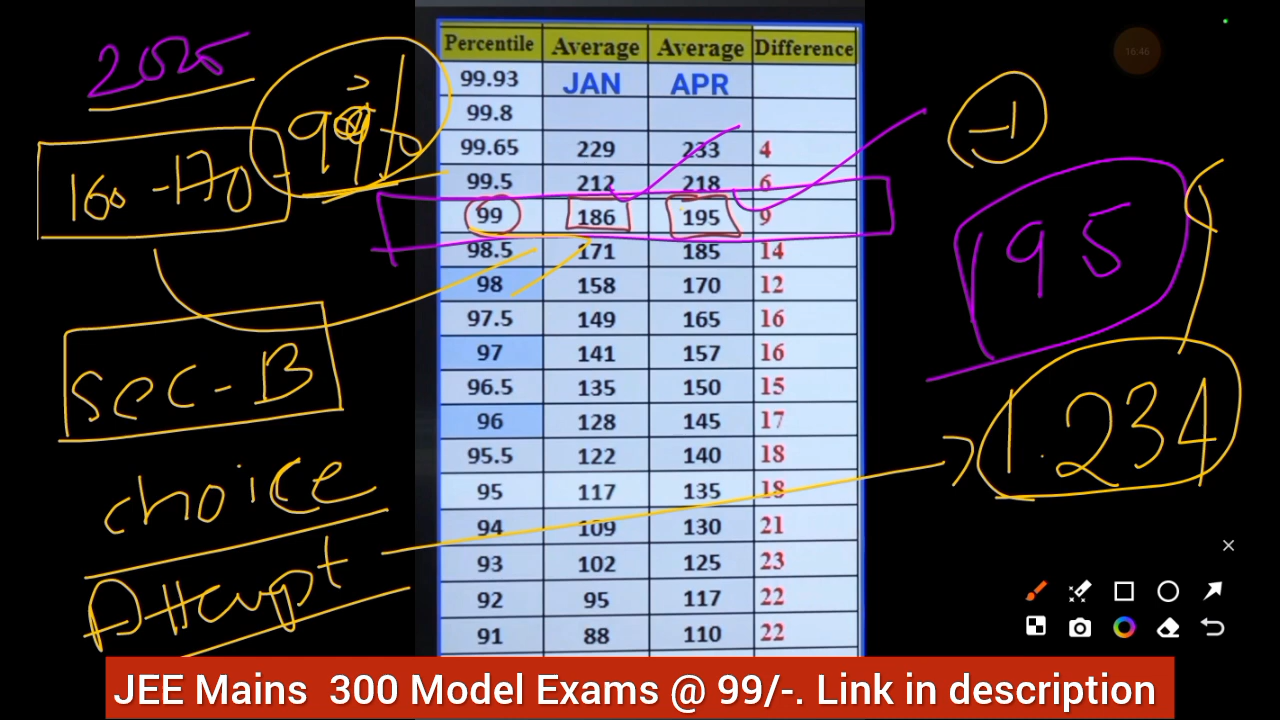 2025
99%
160-170
Sec-B
choice
Attempt
Percentile Average Average Difference
99.93 JAN APR
99.8
99.65 229 233 4
99.5 212 218 6
99 186 195 9
98.5 171 185 14
98 158 170 12
97.5 149 165 16
97 141 157 16
96.5 135 150 15
96 128 145 17
95.5 122 140 18
95 117 135 18
94 109 130 21
93 102 125 23
92 95 117 22
91 88 110 22
16:46
-1
195
1.234
JEE Mains 300 Model Exams @ 99/-. Link in description